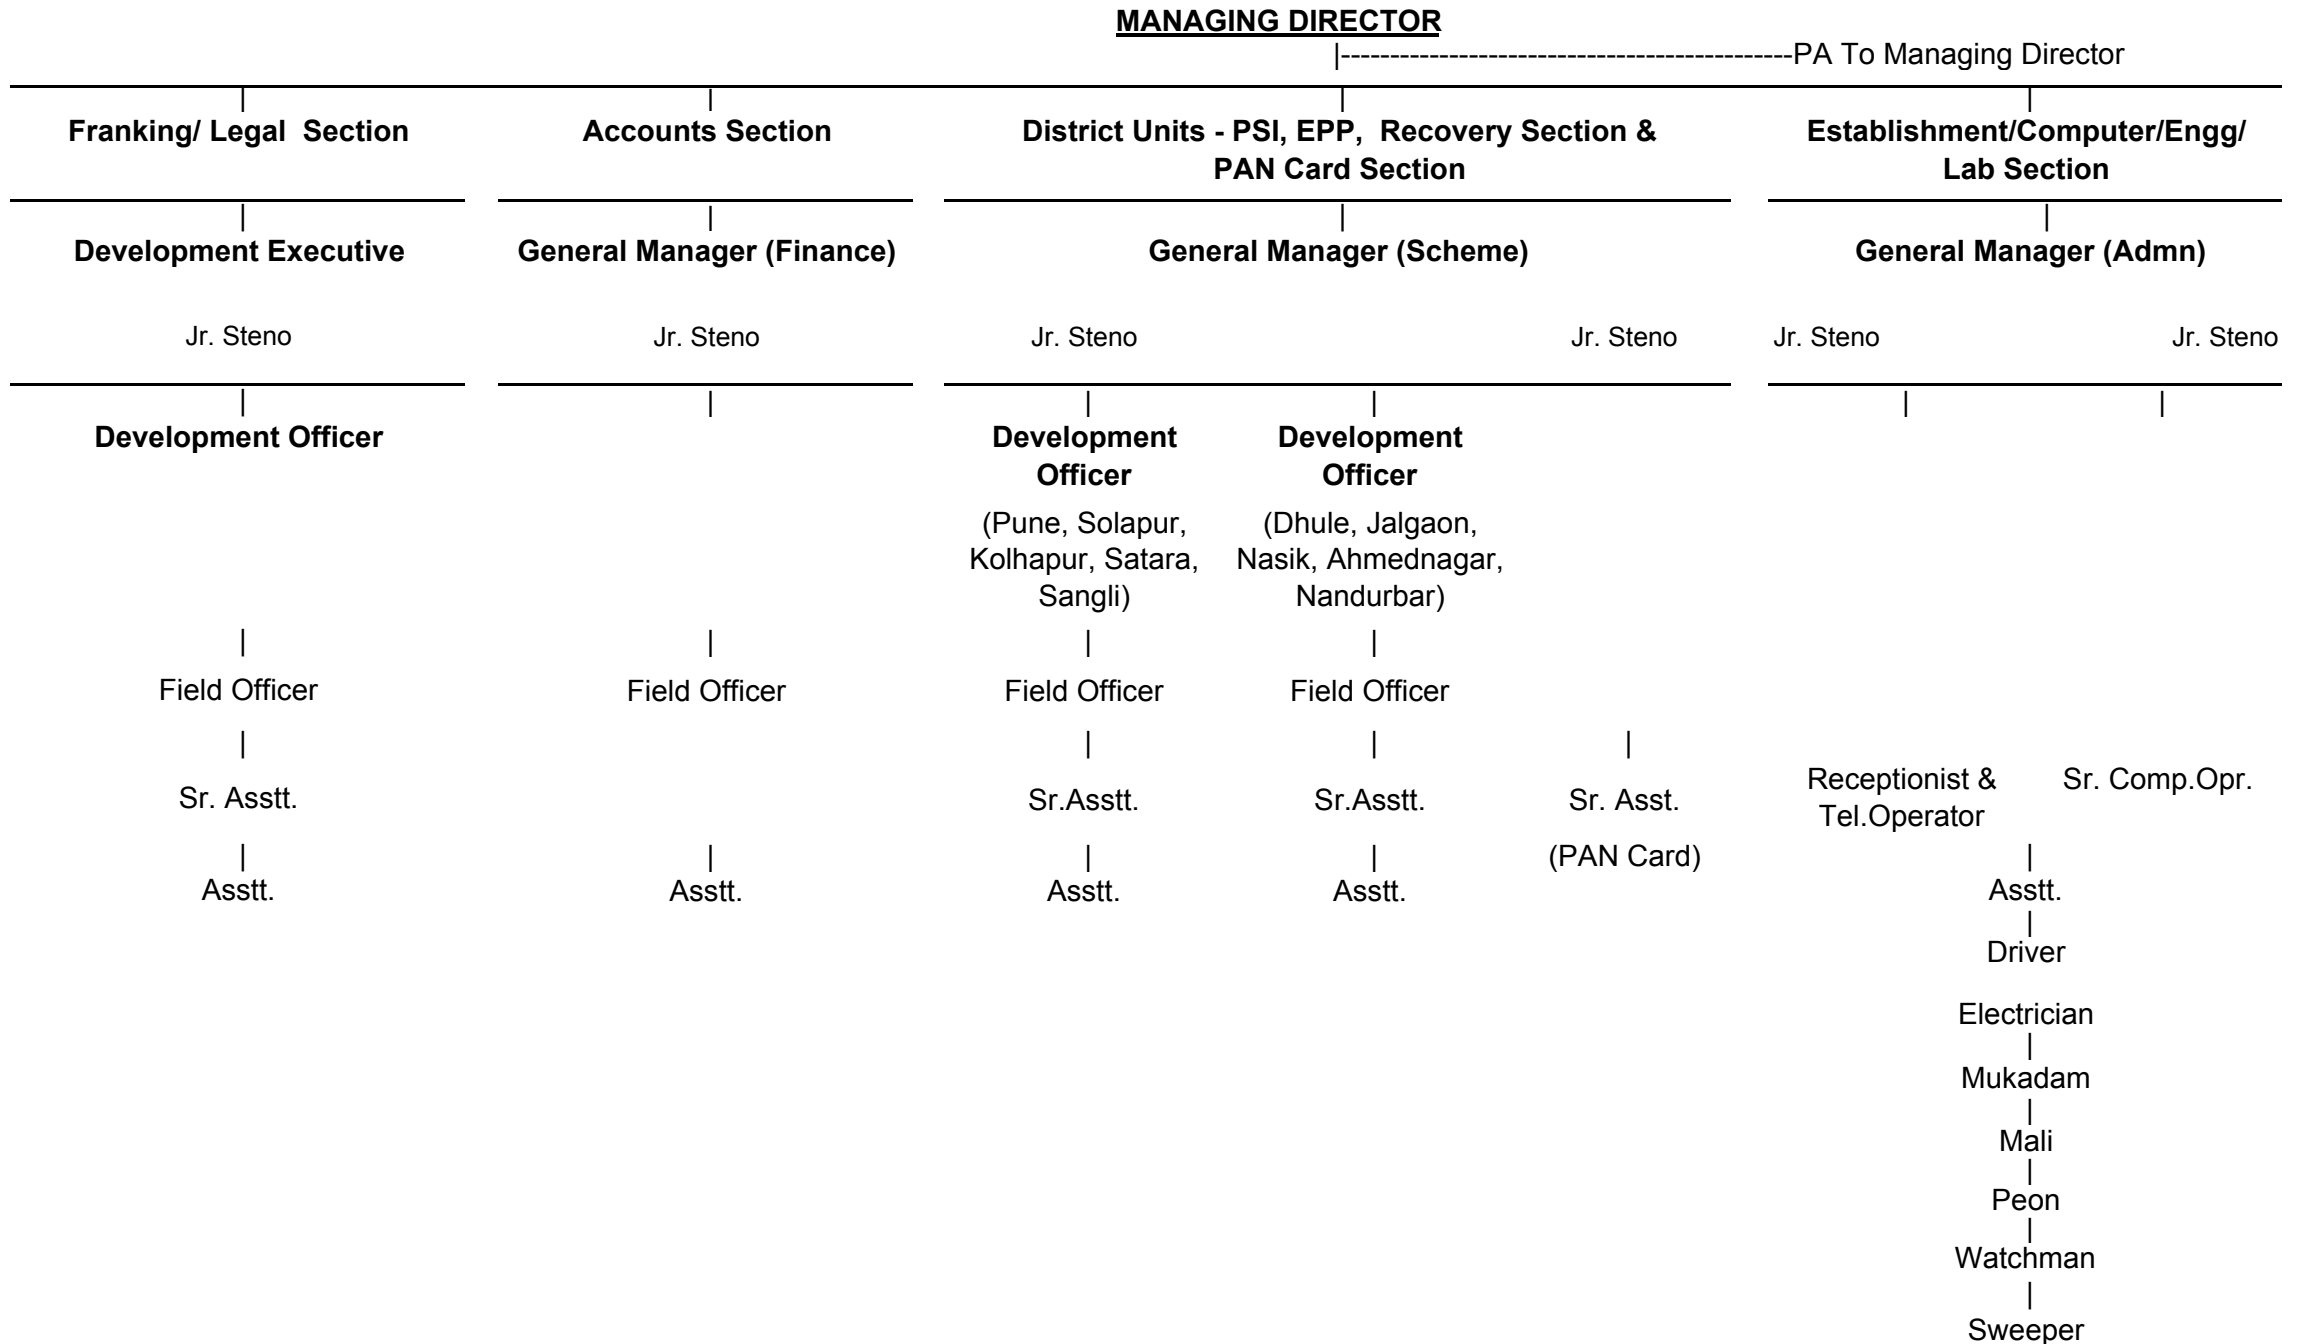 MANAGING DIRECTOR
|----------------------------------------------PA To Managing Director
Franking/ Legal Section
Accounts Section
District Units - PSI, EPP, Recovery Section &
PAN Card Section
Establishment/Computer/Engg/
Lab Section
Development Executive
General Manager (Finance)
General Manager (Scheme)
General Manager (Admn)
Jr. Steno
Jr. Steno
Jr. Steno
Jr. Steno
Jr. Steno
Jr. Steno
Development Officer
Development
Officer
(Pune, Solapur,
Kolhapur, Satara,
Sangli)
Development
Officer
(Dhule, Jalgaon,
Nasik, Ahmednagar,
Nandurbar)
Field Officer
Field Officer
Field Officer
Field Officer
Sr. Asstt.
Sr.Asstt.
Sr.Asstt.
Sr. Asst.
(PAN Card)
Receptionist &
Tel.Operator
Sr. Comp.Opr.
Asstt.
Asstt.
Asstt.
Asstt.
Asstt.
Driver
Electrician
Mukadam
Mali
Peon
Watchman
Sweeper